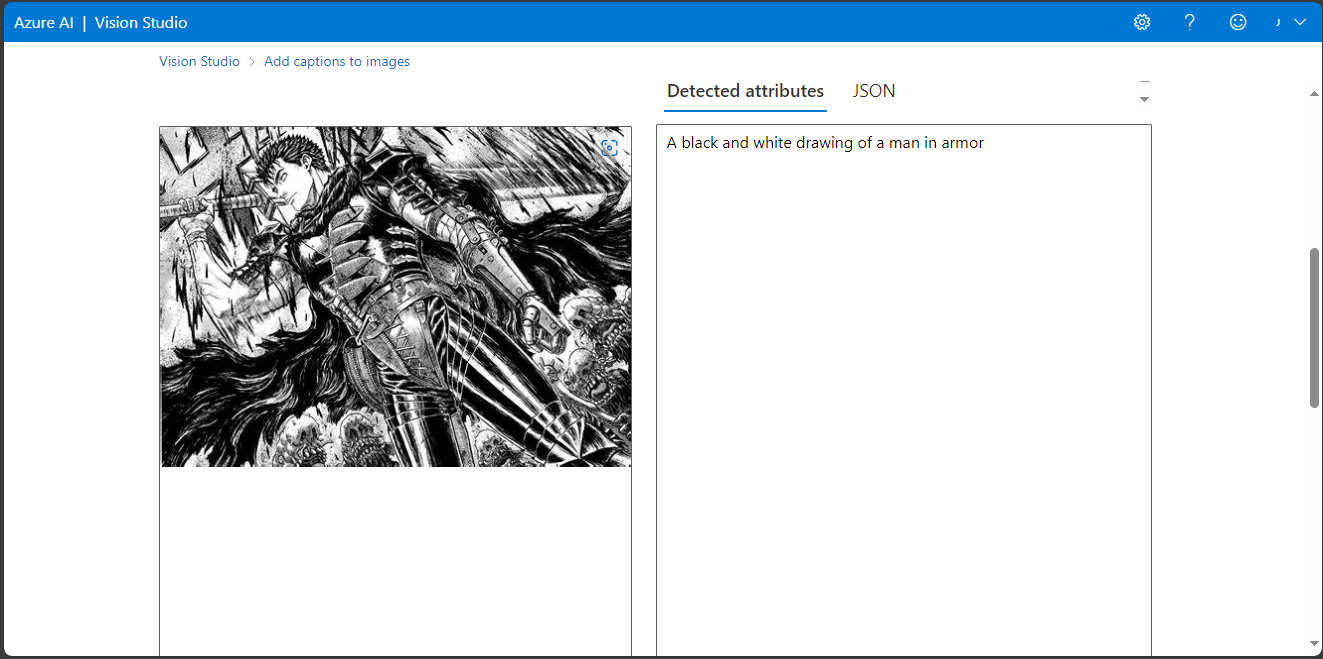 Azure AI | Vision Studio
Vision Studio > Add captions to images
Detected attributes JSON
A black and white drawing of a man in armor